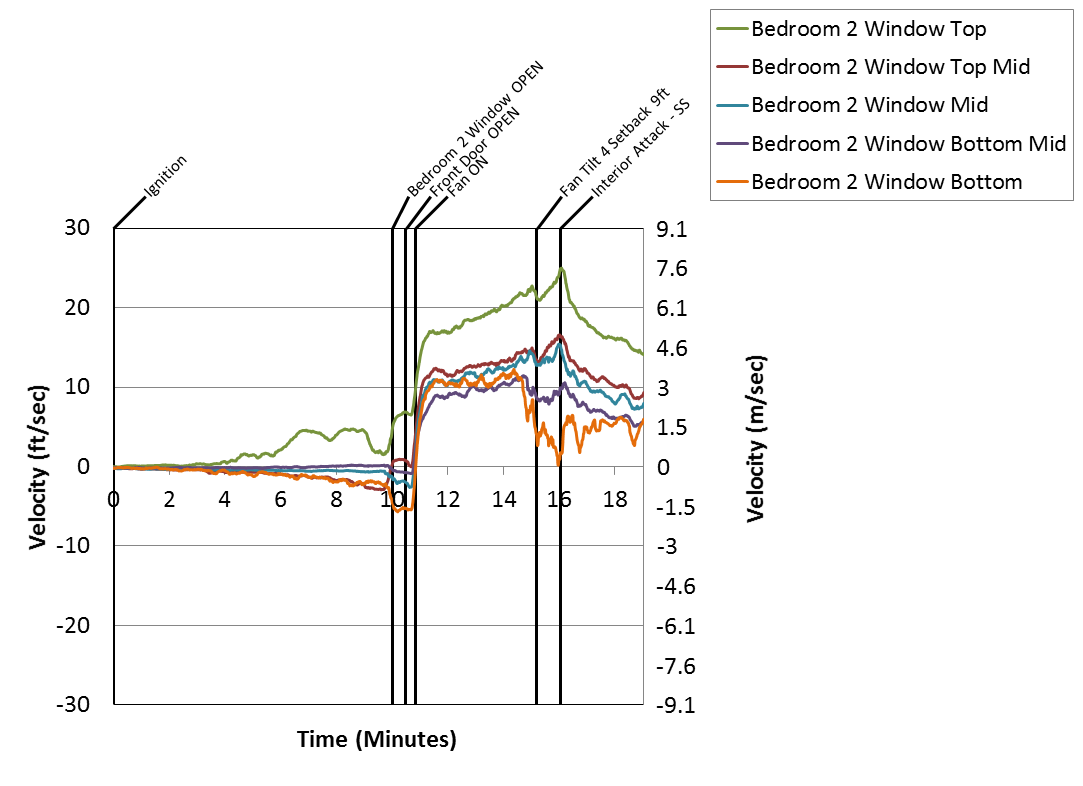 Bedroom 2 Window Top
Bedroom 2 Window Top Mid
Bedroom 2 Window Mid
Bedroom 2 Window Bottom Mid
Bedroom 2 Window Bottom
Ignition
Bedroom 2 Window OPEN
Front Door OPEN
Fan ON
Fan Tilt 4 Setback 9ft
Interior Attack - SS
Velocity (ft/sec)
30
20
10
0
-10
-20
-30
0 2 4 6 8 10 12 14 16 18
Time (Minutes)
9.1
7.6
6.1
4.6
3
1.5
0
-1.5
-3
-4.6
-6.1
-7.6
-9.1
Velocity (m/sec)